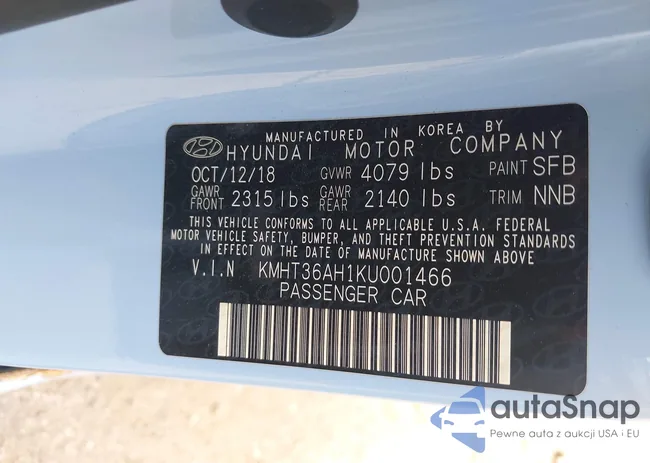 MANUFACTURED IN KOREA BY
HYUNDAI MOTOR COMPANY
OCT/12/18 GVWR 4079 lbs PAINT SFB
GAWR FRONT 2315 lbs GAWR REAR 2140 lbs TRIM NNB
THIS VEHICLE CONFORMS TO ALL APPLICABLE U.S.A. FEDERAL
MOTOR VEHICLE SAFETY, BUMPER, AND THEFT PREVENTION STANDARDS
IN EFFECT ON THE DATE OF MANUFACTURE SHOWN ABOVE.
V.I.N KMHT36AH1KU001466
PASSENGER CAR
autaSnap
Pewne auta z aukcji USA i EU